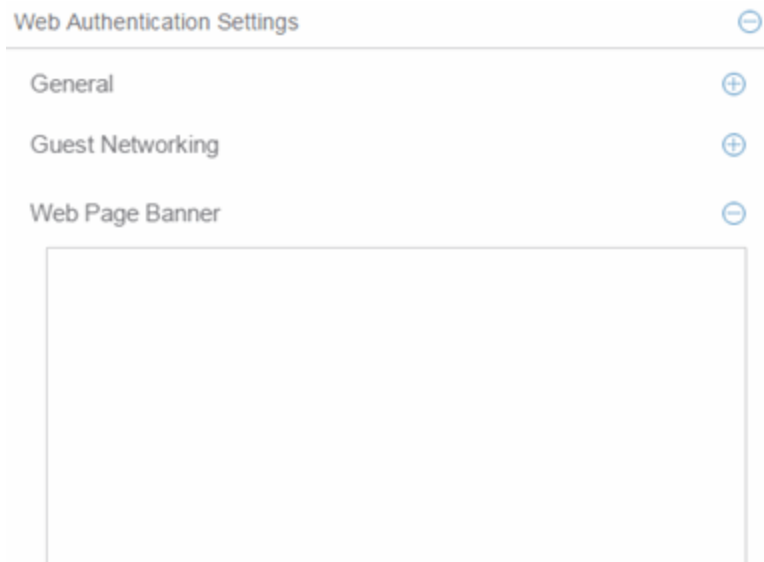 Web Authentication Settings
General
Guest Networking
Web Page Banner